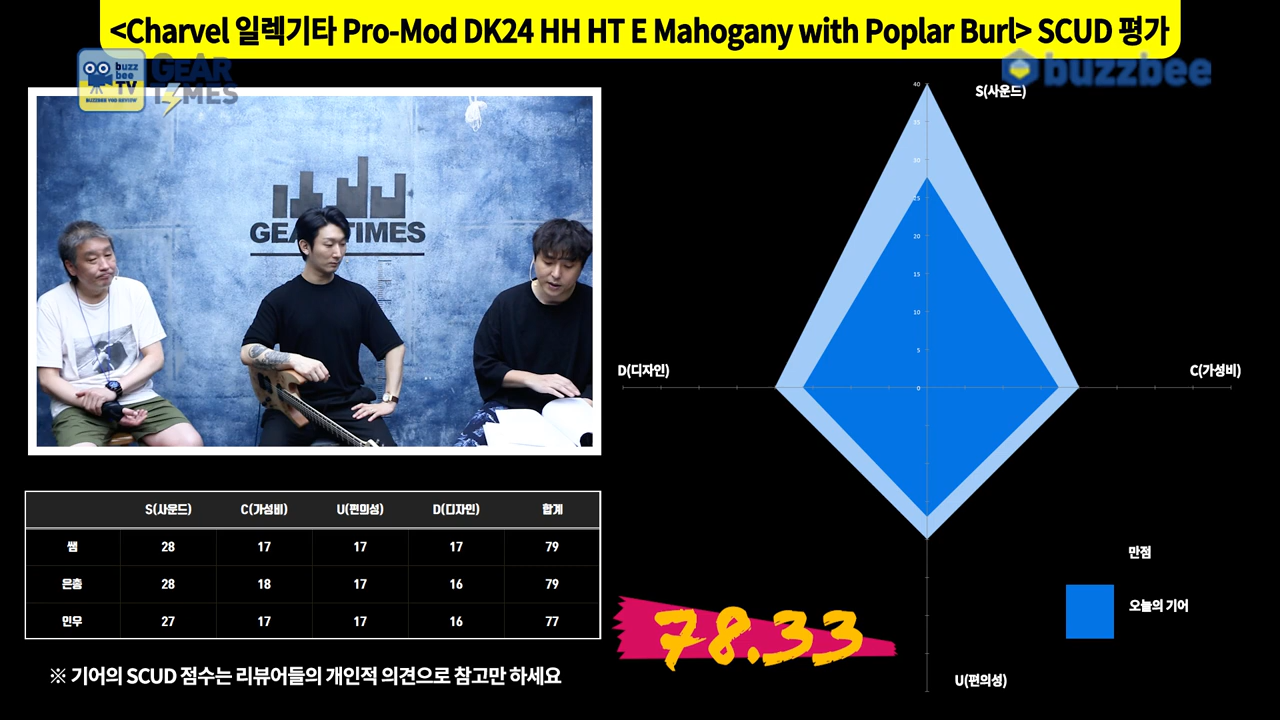 <Charvel 일렉기타 Pro-Mod DK24 HH HT E Mahogany with Poplar Burl> SCUD 평가
buzz
bee
TV
BUZZBEE YOU REVIEW
GEAR
TIMES
buzzbee
GEAR TIMES
S(사운드)
40
35
30
25
20
15
10
5
0
D(디자인)
C(가성비)
U(편의성)
만점
오늘의 기어
S(사운드) C(가성비) U(편의성) D(디자인) 합계
쌤 28 17 17 17 79
은총 28 18 17 16 79
민우 27 17 17 16 77
78.33
※ 기어의 SCUD 점수는 리뷰어들의 개인적 의견으로 참고만 하세요